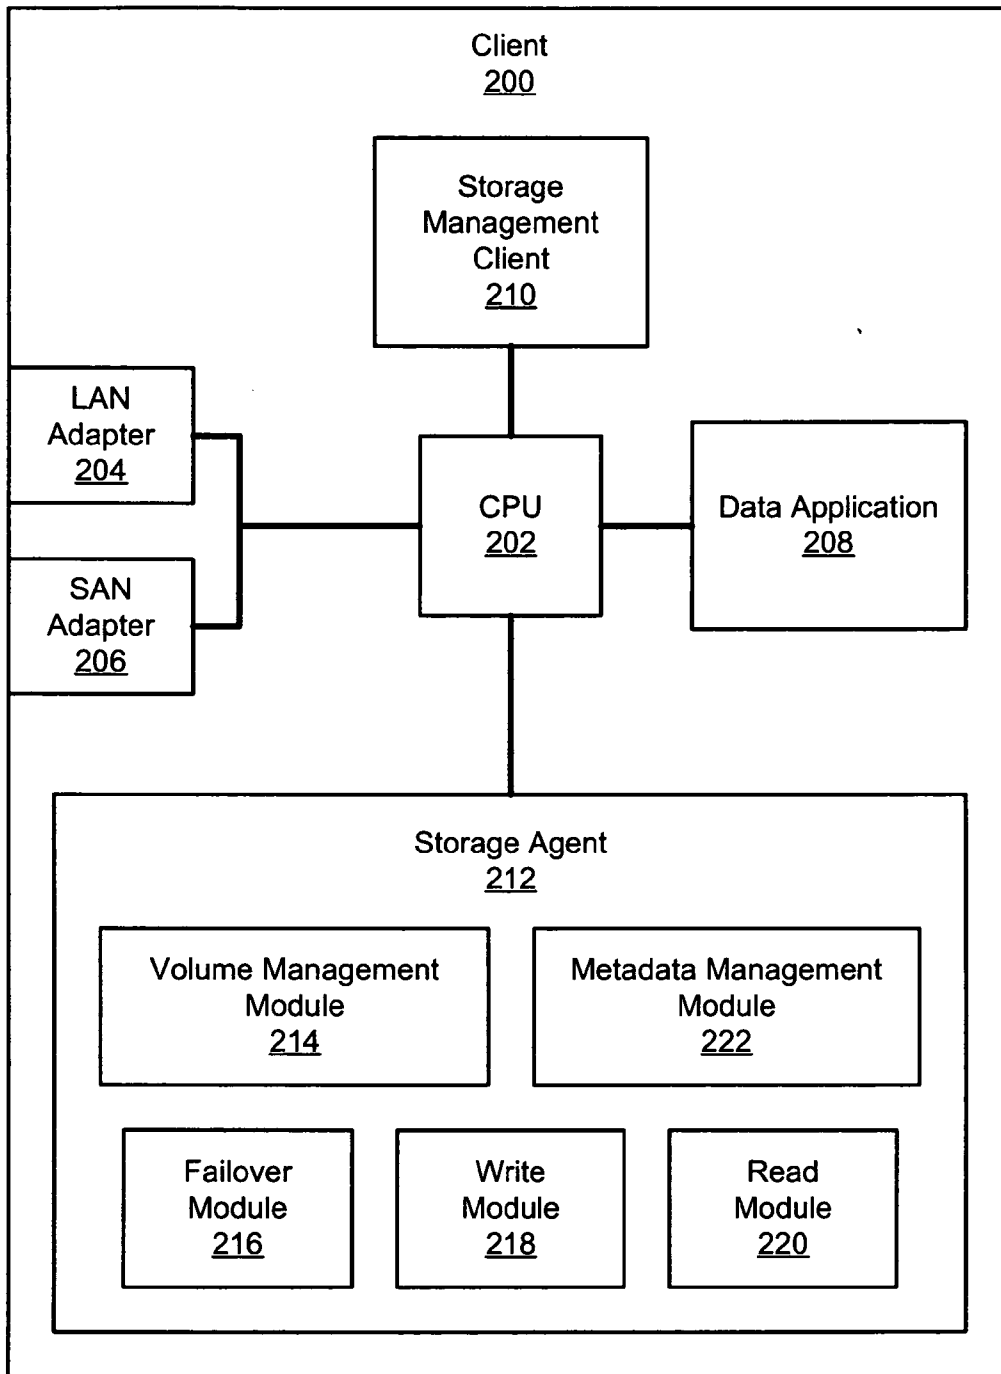 Client
200
Storage
Management
Client
210
LAN
Adapter
204
SAN
Adapter
206
CPU
202
Data Application
208
Storage Agent
212
Volume Management
Module
214
Metadata Management
Module
222
Failover
Module
216
Write
Module
218
Read
Module
220